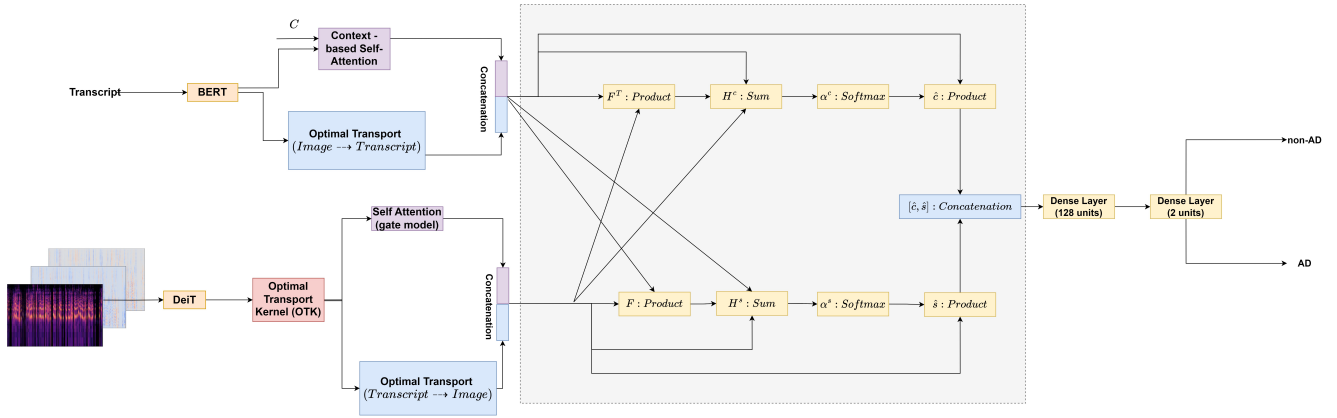 C
Context -
based Self-
Attention
Transcript
BERT
Concatenation
Optimal Transport
(Image ⇢ Transcript)
F^T : Product
H^c : Sum
α^c : Softmax
ĉ : Product
non-AD
[ĉ, ŝ] : Concatenation
Dense Layer
(128 units)
Dense Layer
(2 units)
AD
Self Attention
(gate model)
DeiT
Optimal
Transport
Kernel (OTK)
Concatenation
F : Product
H^s : Sum
α^s : Softmax
ŝ : Product
Optimal Transport
(Transcript ⇢ Image)